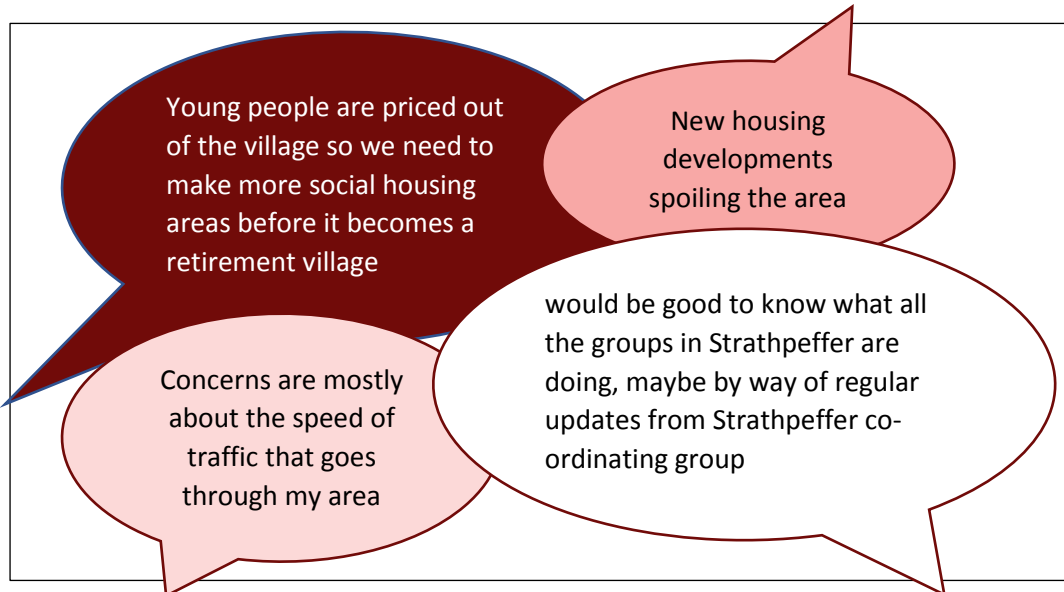 Young people are priced out
of the village so we need to
make more social housing
areas before it becomes a
retirement village
New housing
developments
spoiling the area
would be good to know what all
the groups in Strathpeffer are
doing, maybe by way of regular
updates from Strathpeffer co-
ordinating group
Concerns are mostly
about the speed of
traffic that goes
through my area